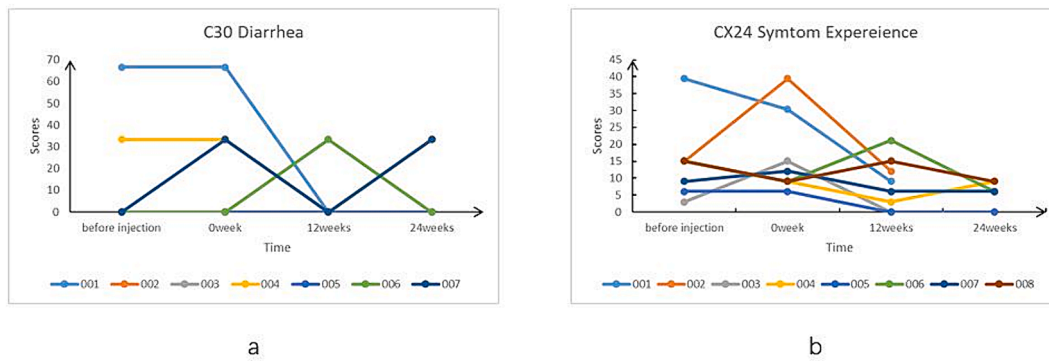 C30 Diarrhea
70
60
50
40
30
20
10
0
Scores
before injection 0week 12weeks 24weeks
Time
001 002 003 004 005 006 007
a
CX24 Symtom Expereience
45
40
35
30
25
20
15
10
5
0
Scores
before injection 0week 12weeks 24weeks
Time
001 002 003 004 005 006 007 008
b